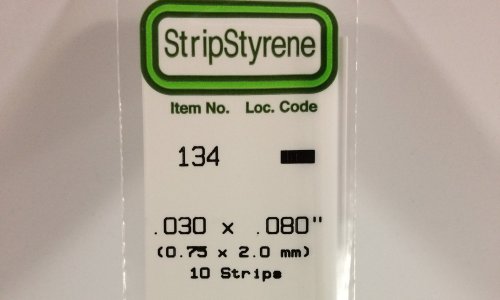 StripStyrene
Item No. Loc. Code
134
.030 x .080"
(0.75 x 2.0 mm)
10 Strips